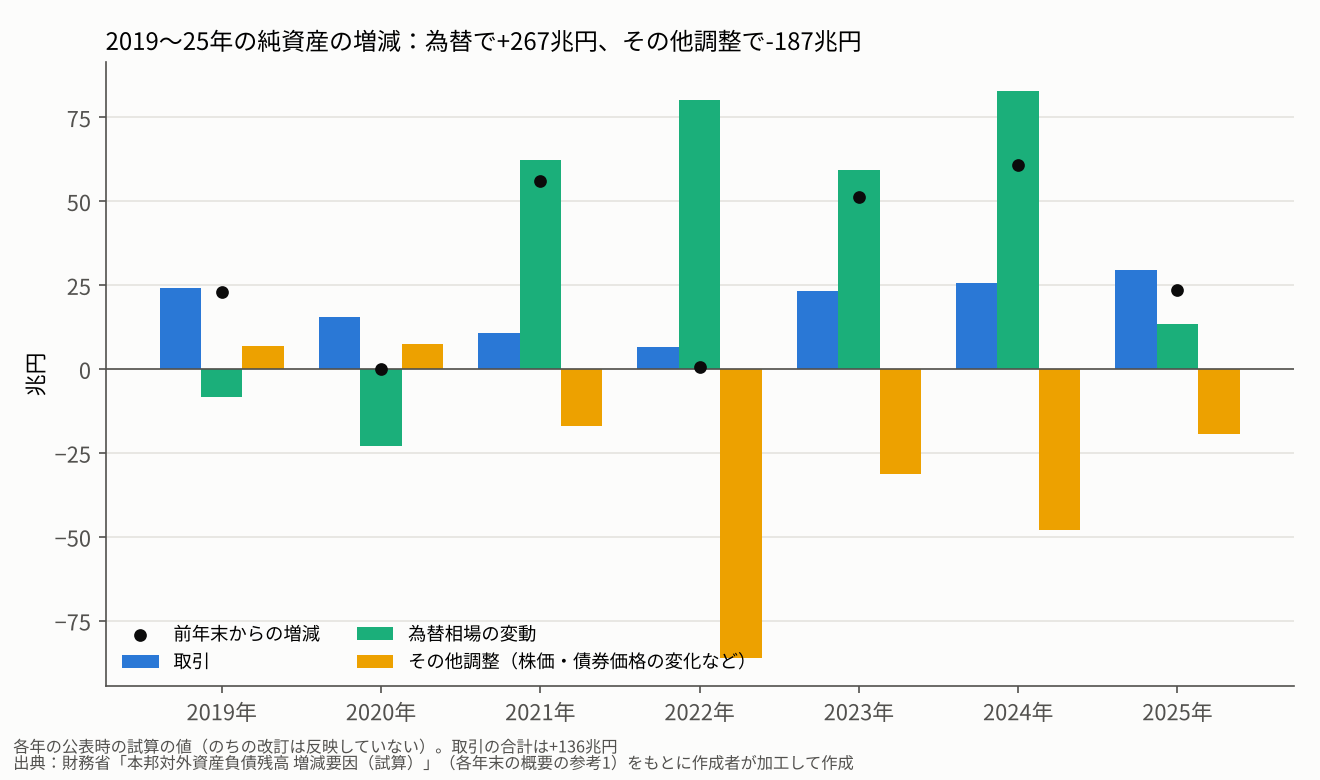 2019～25年の純資産の増減：為替で+267兆円、その他調整で-187兆円
兆円
75
50
25
0
−25
−50
−75
前年末からの増減
取引
為替相場の変動
その他調整（株価・債券価格の変化など）
2019年
2020年
2021年
2022年
2023年
2024年
2025年
各年の公表時の試算の値（のちの改訂は反映していない）。取引の合計は+136兆円
出典：財務省「本邦対外資産負債残高 増減要因（試算）」（各年末の概要の参考1）をもとに作成者が加工して作成